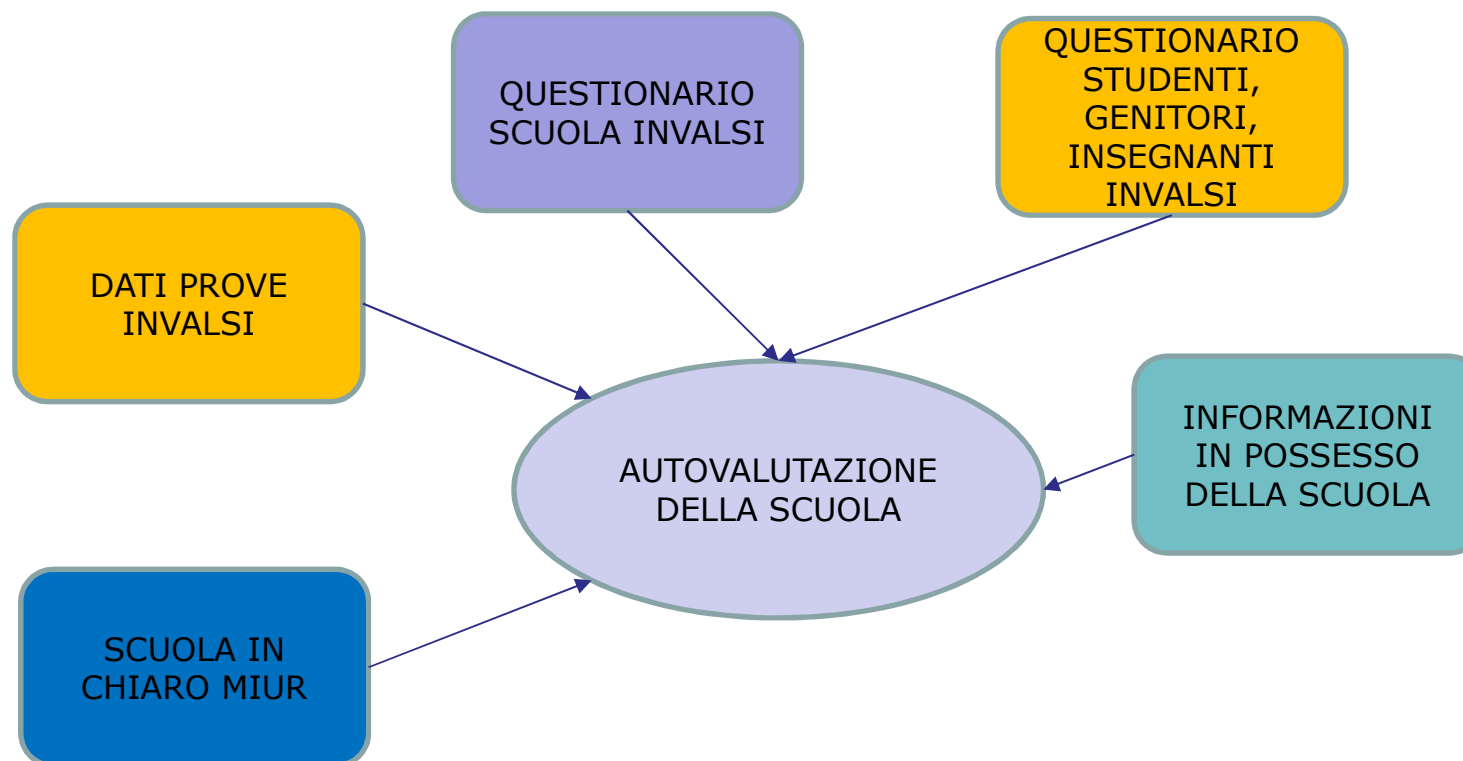 QUESTIONARIO
SCUOLA INVALSI
QUESTIONARIO
STUDENTI,
GENITORI,
INSEGNANTI
INVALSI
DATI PROVE
INVALSI
AUTOVALUTAZIONE
DELLA SCUOLA
INFORMAZIONI
IN POSSESSO
DELLA SCUOLA
SCUOLA IN
CHIARO MIUR